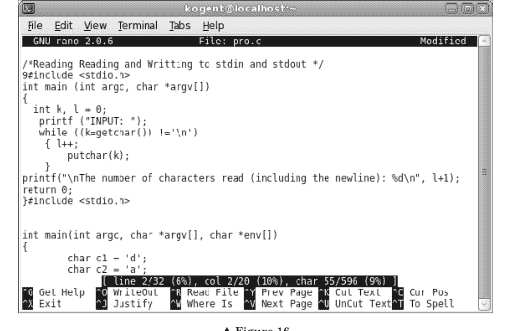 kogent@localhost:~
File Edit View Terminal Tabs Help
GNU nano 2.0.6 File: pro.c Modified
/*Reading Reading and Writting to stdin and stdout */
9#include <stdio.h>
int main (int argc, char *argv[])
{
int k, l = 0;
printf ("INPUT: ");
while ((k=getchar()) !='\n')
{ l++;
putchar(k);
}
printf("\nThe number of characters read (including the newline): %d\n", l+1);
return 0;
}#include <stdio.h>
int main(int argc, char *argv[], char *env[])
{
char c1 = 'd';
char c2 = 'a';
[ line 2/32 (6%), col 2/20 (10%), char 55/596 (9%) ]
^G Get Help ^O WriteOut ^R Read File ^Y Prev Page ^K Cut Text ^C Cur Pos
^X Exit ^J Justify ^W Where Is ^V Next Page ^U UnCut Text ^T To Spell
▲ Figure 16